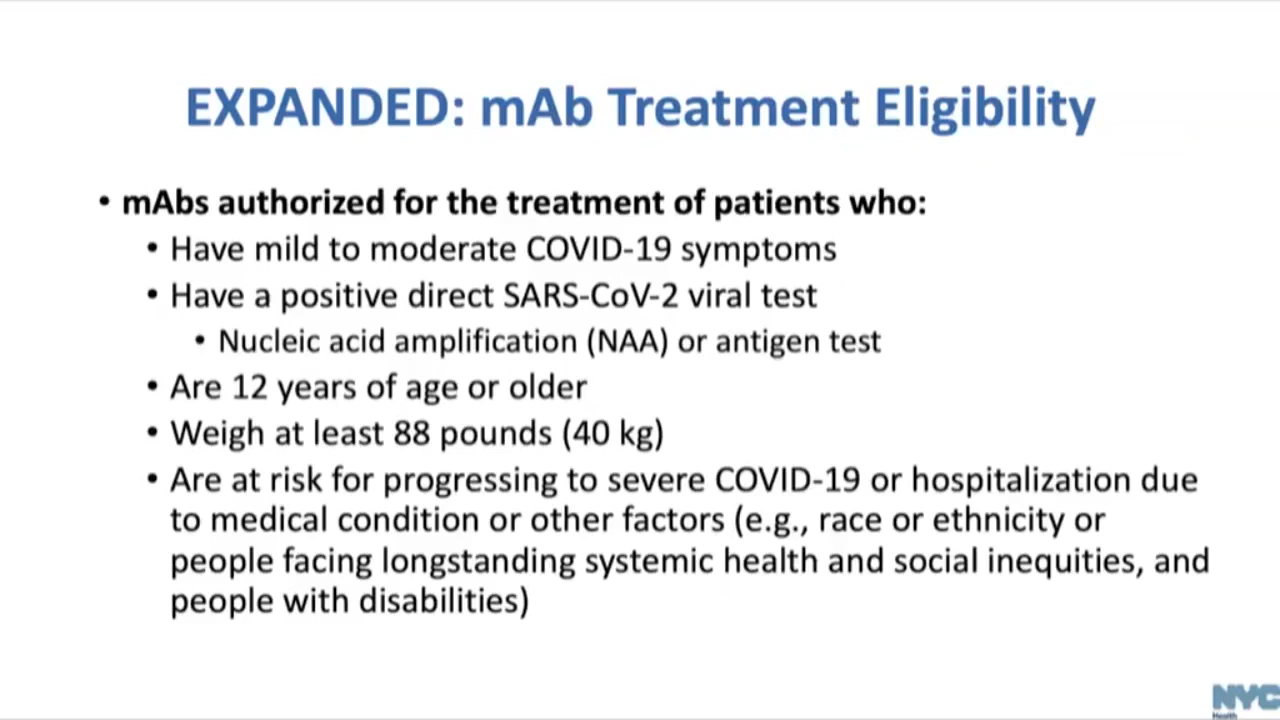 EXPANDED: mAb Treatment Eligibility
• mAbs authorized for the treatment of patients who:
• Have mild to moderate COVID-19 symptoms
• Have a positive direct SARS-CoV-2 viral test
• Nucleic acid amplification (NAA) or antigen test
• Are 12 years of age or older
• Weigh at least 88 pounds (40 kg)
• Are at risk for progressing to severe COVID-19 or hospitalization due
to medical condition or other factors (e.g., race or ethnicity or
people facing longstanding systemic health and social inequities, and
people with disabilities)
NYC
Health